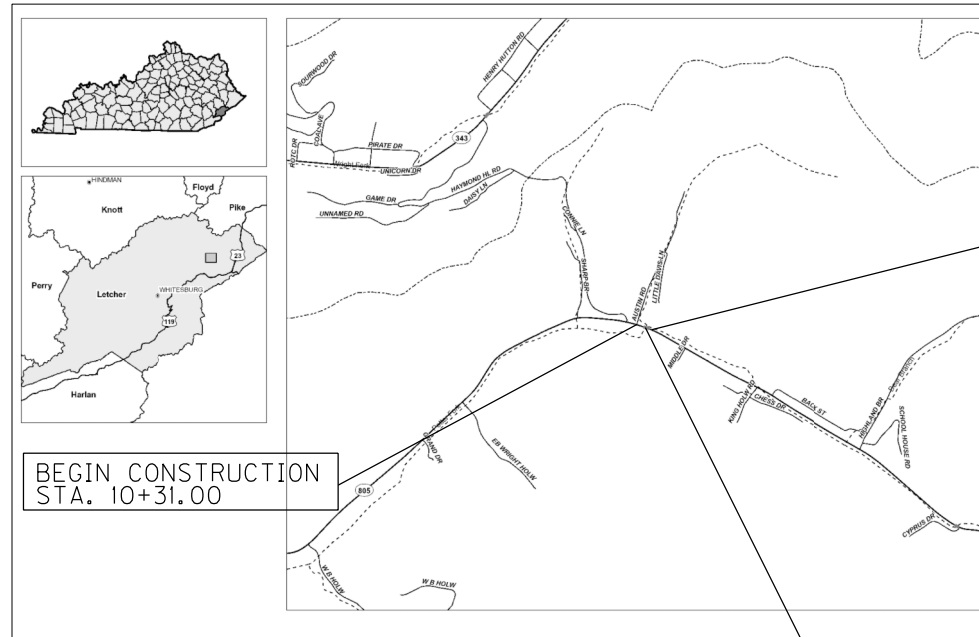 HINDMAN
Floyd
Knott
Pike
23
Perry
Letcher
WHITESBURG
119
Harlan
BEGIN CONSTRUCTION
STA. 10+31.00
SOURWOOD DR
HENRY HUTTON RD
343
PIRATE DR
UNICORN DR
HAYMOND HL RD
GAME DR
DAISY LN
UNNAMED RD
CONNIE LN
SHARP BR
AUSTIN RD
LITTLE DAVIS LN
MIDDLE DR
KING HOLW RD
CHESS DR
BACK ST
HIGHLAND BR
SCHOOL HOUSE RD
CYPRUS DR
EB WRIGHT HOLW
805
W B HOLW
W B HOLW